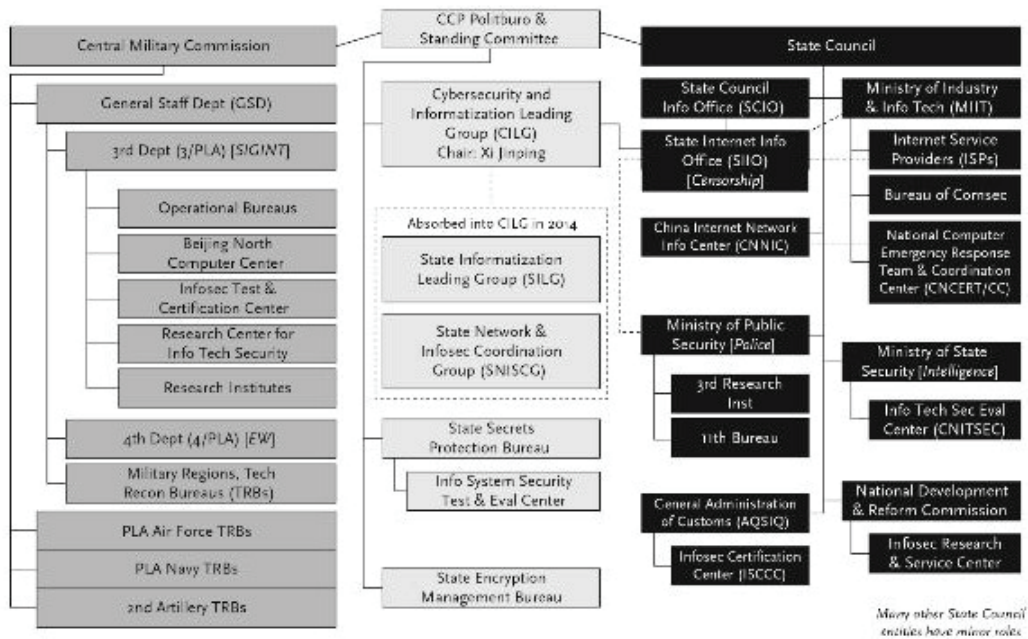 Central Military Commission
General Staff Dept (GSD)
3rd Dept (3/PLA) [SIGINT]
Operational Bureaus
Beijing North
Computer Center
Infosec Test &
Certification Center
Research Center for
Info Tech Security
Research Institutes
4th Dept (4/PLA) [EW]
Military Regions, Tech
Recon Bureaus (TRBs)
PLA Air Force TRBs
PLA Navy TRBs
2nd Artillery TRBs
CCP Politburo &
Standing Committee
Cybersecurity and
Informatization Leading
Group (CILG)
Chair: Xi Jinping
Absorbed into CILG in 2014
State Informatization
Leading Group (SILG)
State Network &
Infosec Coordination
Group (SNISCG)
State Secrets
Protection Bureau
Info System Security
Test & Eval Center
State Encryption
Management Bureau
State Council
State Council
Info Office (SCIO)
State Internet Info
Office (SIIO)
[Censorship]
China Internet Network
Info Center (CNNIC)
Ministry of Public
Security [Police]
3rd Research
Inst
11th Bureau
General Administration
of Customs (AQSIQ)
Infosec Certification
Center (ISCCC)
Ministry of Industry
& Info Tech (MIIT)
Internet Service
Providers (ISPs)
Bureau of Comsec
National Computer
Emergency Response
Team & Coordination
Center (CNCERT/CC)
Ministry of State
Security [Intelligence]
Info Tech Sec Eval
Center (CNITSEC)
National Development
& Reform Commission
Infosec Research
& Service Center
Many other State Council
entities have minor roles